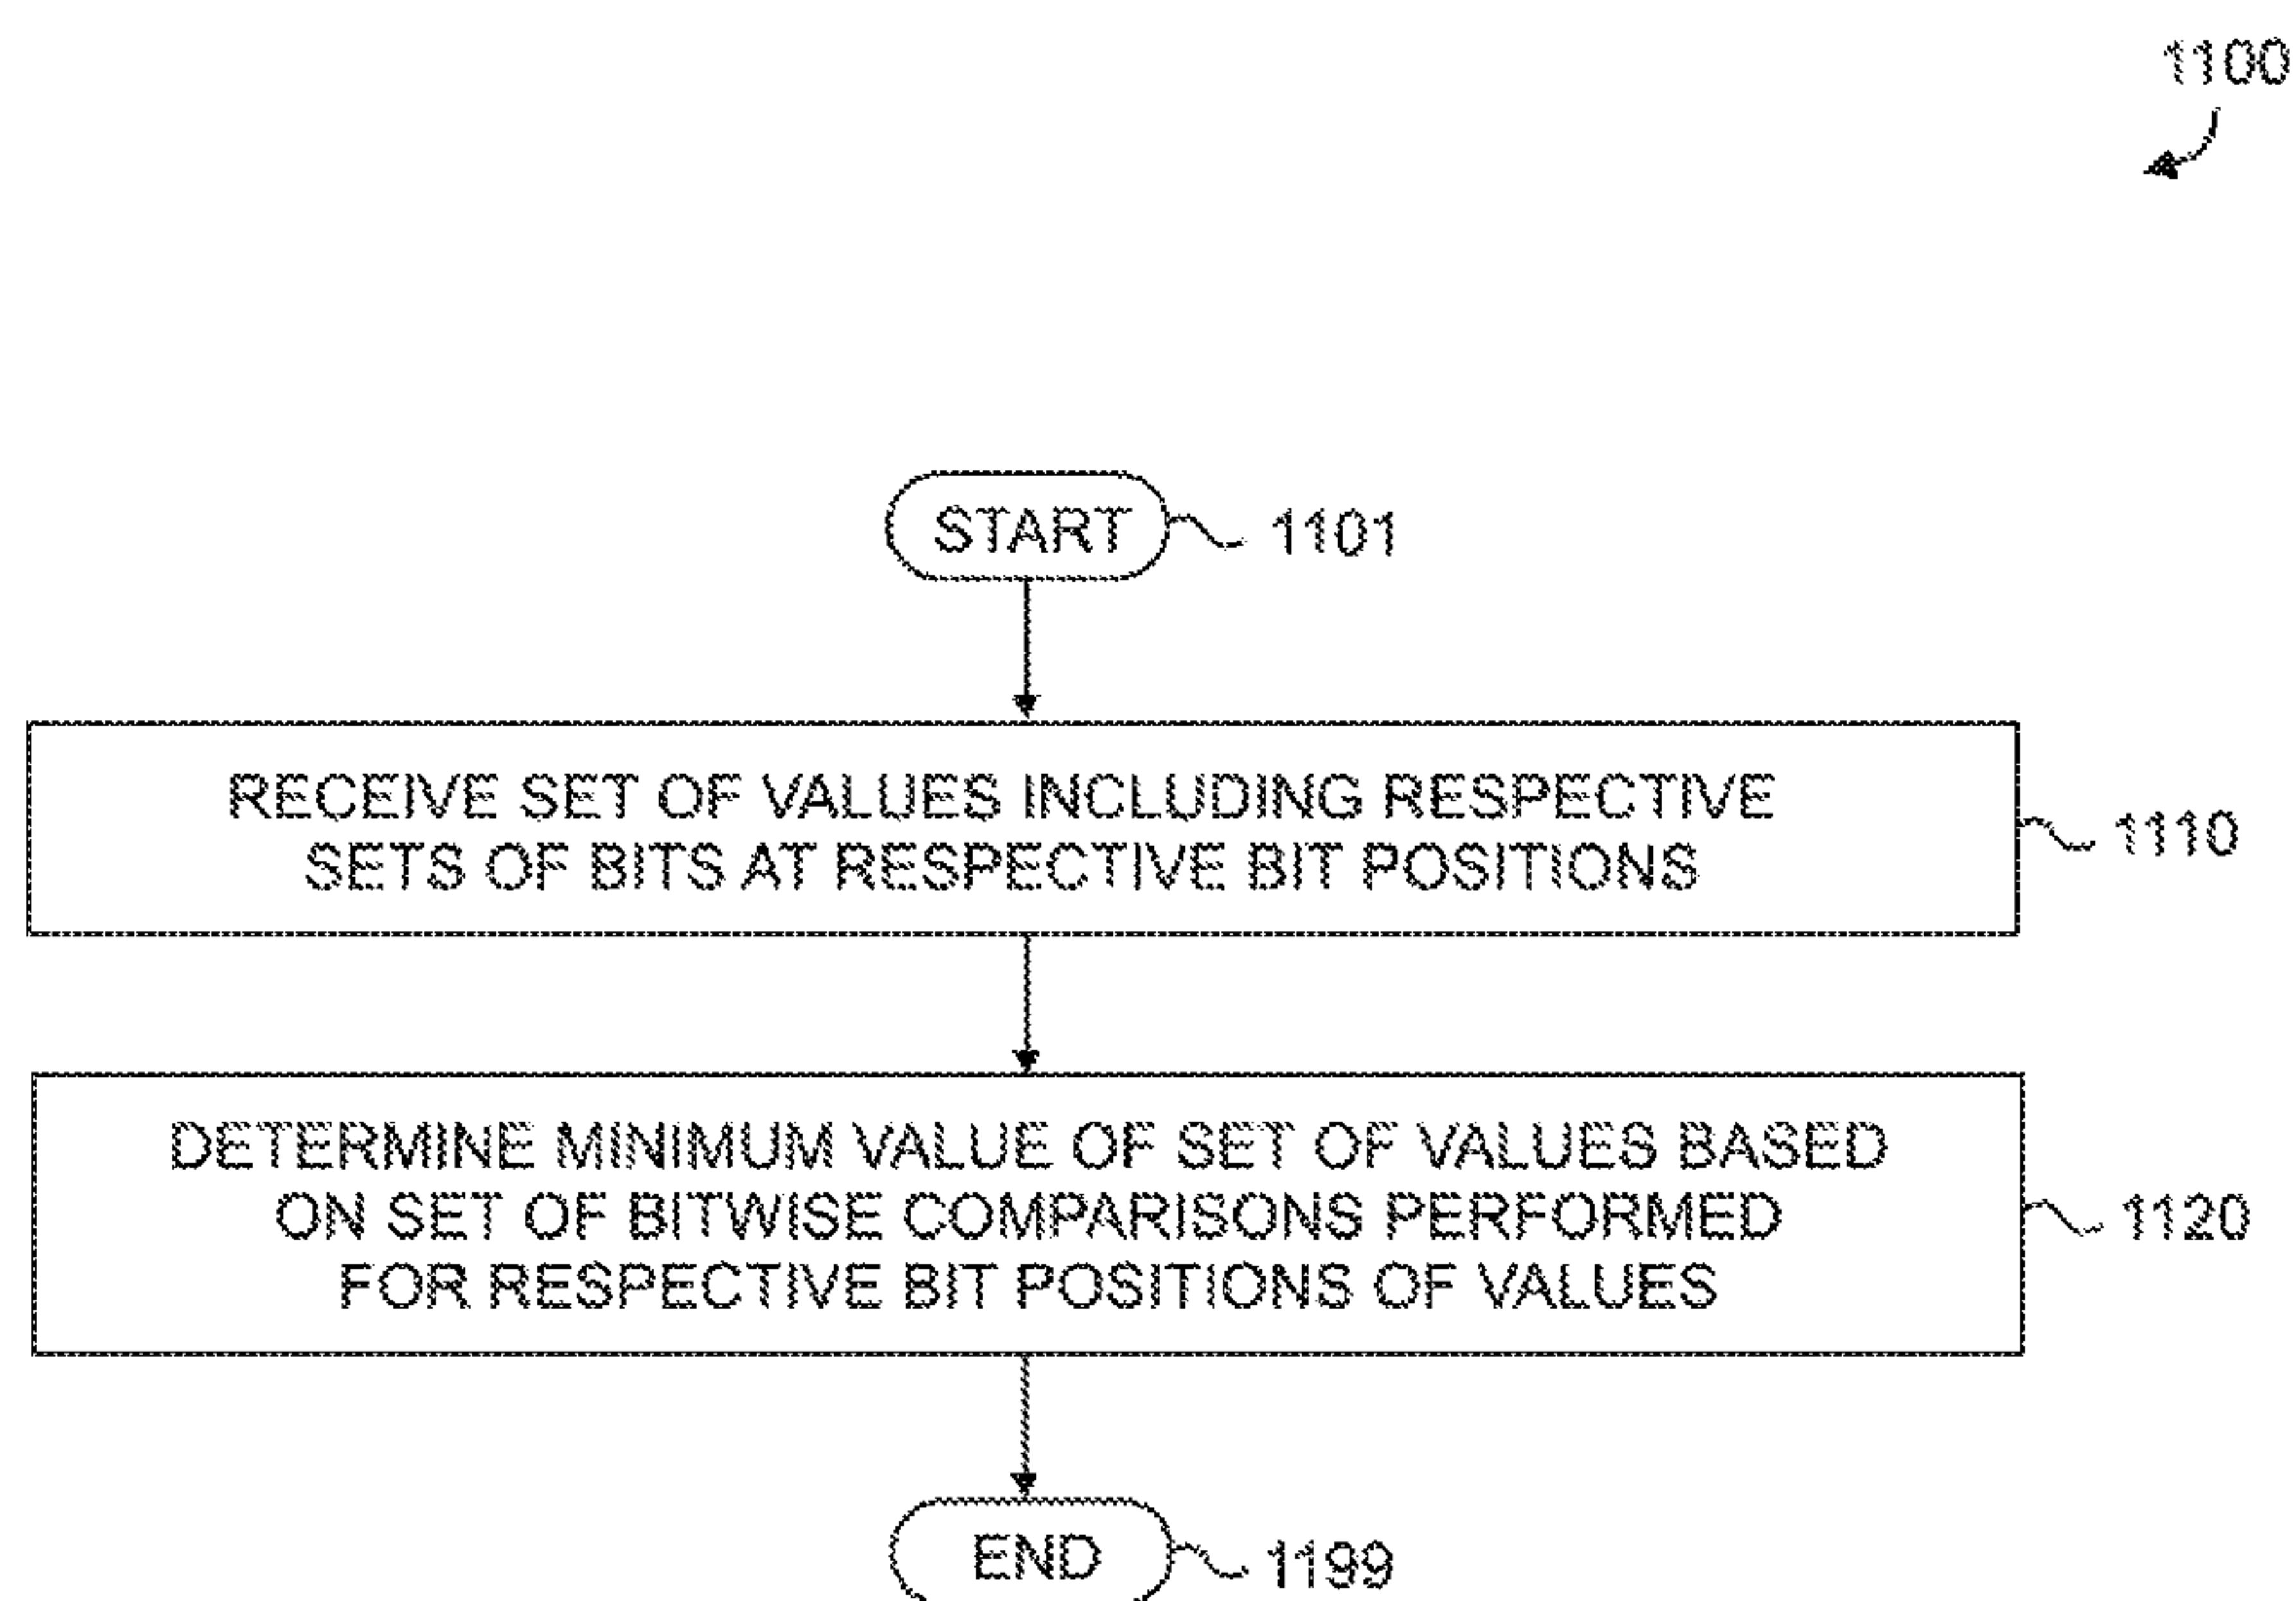 1100
START 1101
RECEIVE SET OF VALUES INCLUDING RESPECTIVE
SETS OF BITS AT RESPECTIVE BIT POSITIONS
1110
DETERMINE MINIMUM VALUE OF SET OF VALUES BASED
ON SET OF BITWISE COMPARISONS PERFORMED
FOR RESPECTIVE BIT POSITIONS OF VALUES
1120
END 1199